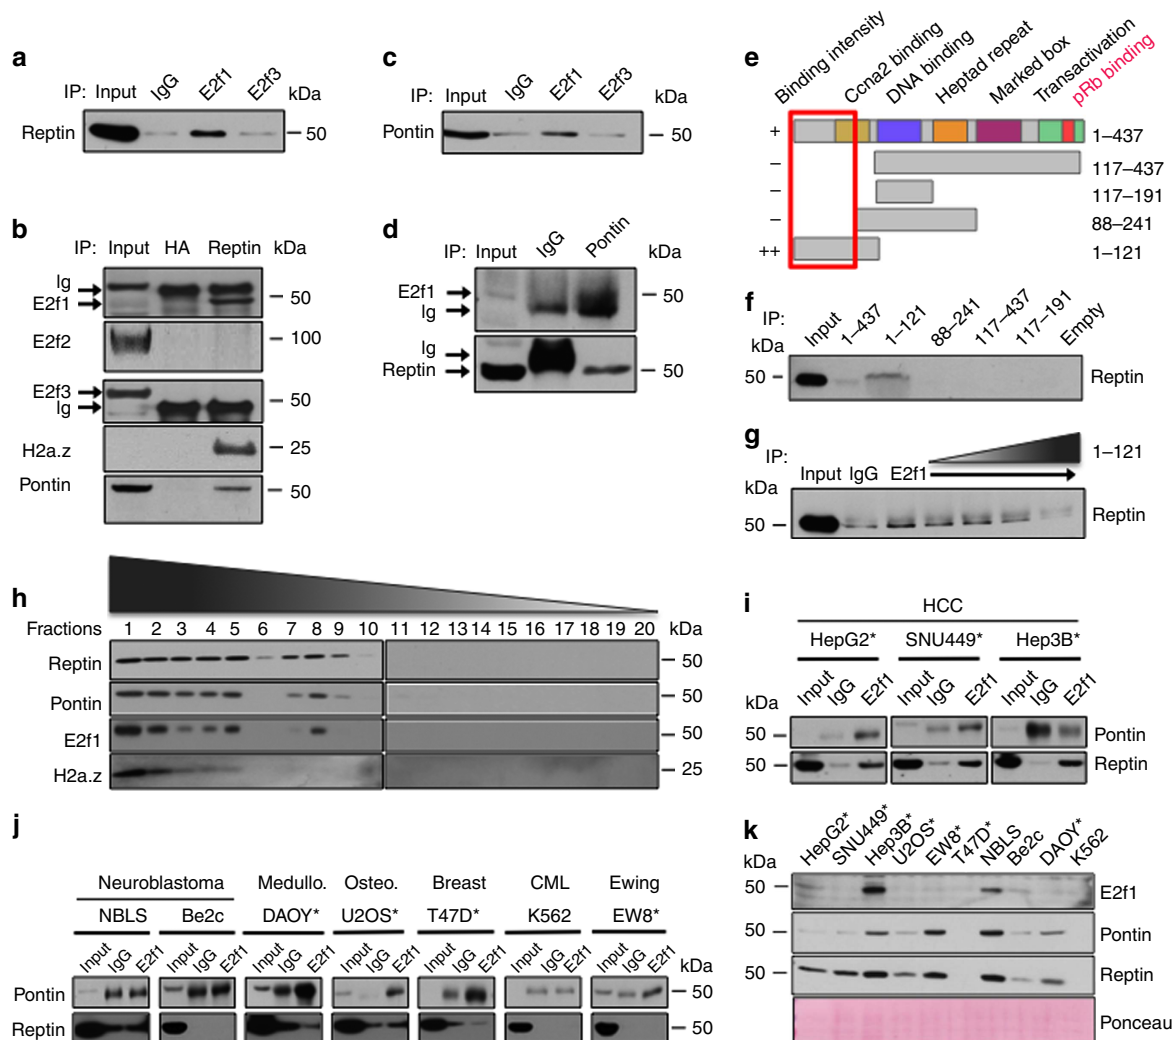 a
IP: Input IgG E2f1 E2f3 kDa
Reptin 50
b
IP: Input HA Reptin kDa
Ig
E2f1 50
E2f2 100
E2f3
Ig 50
H2a.z 25
Pontin 50
c
IP: Input IgG E2f1 E2f3 kDa
Pontin 50
d
IP: Input IgG Pontin kDa
E2f1 50
Ig
Ig
Reptin 50
e
Binding intensity Ccna2 binding DNA binding Heptad repeat Marked box Transactivation pRb binding
+ 1–437
– 117–437
– 117–191
– 88–241
++ 1–121
f
IP: Input 1–437 1–121 88–241 117–437 117–191 Empty
kDa
50 Reptin
g
IP: Input IgG E2f1 1–121
kDa
50 Reptin
h
Fractions 1 2 3 4 5 6 7 8 9 10 11 12 13 14 15 16 17 18 19 20 kDa
Reptin 50
Pontin 50
E2f1 50
H2a.z 25
i
HCC
HepG2* SNU449* Hep3B*
Input IgG E2f1 Input IgG E2f1 Input IgG E2f1
kDa
50 Pontin
50 Reptin
j
Neuroblastoma Medullo. Osteo. Breast CML Ewing
NBLS Be2c DAOY* U2OS* T47D* K562 EW8*
Input IgG E2f1 Input IgG E2f1 Input IgG E2f1 Input IgG E2f1 Input IgG E2f1 Input IgG E2f1 Input IgG E2f1 kDa
Pontin 50
Reptin 50
k
HepG2* SNU449* Hep3B* U2OS* EW8* T47D* NBLS Be2c DAOY* K562
kDa
50 E2f1
50 Pontin
50 Reptin
Ponceau